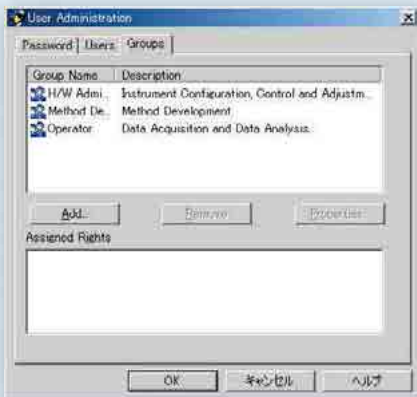 User Administration
Password Users Groups
Group Name Description
H/W Admi.. Instrument Configuration, Control and Adjustm..
Method De.. Method Development
Operator Data Acquisition and Data Analysis
Add.. Remove Properties
Assigned Rights
OK キャンセル ヘルプ